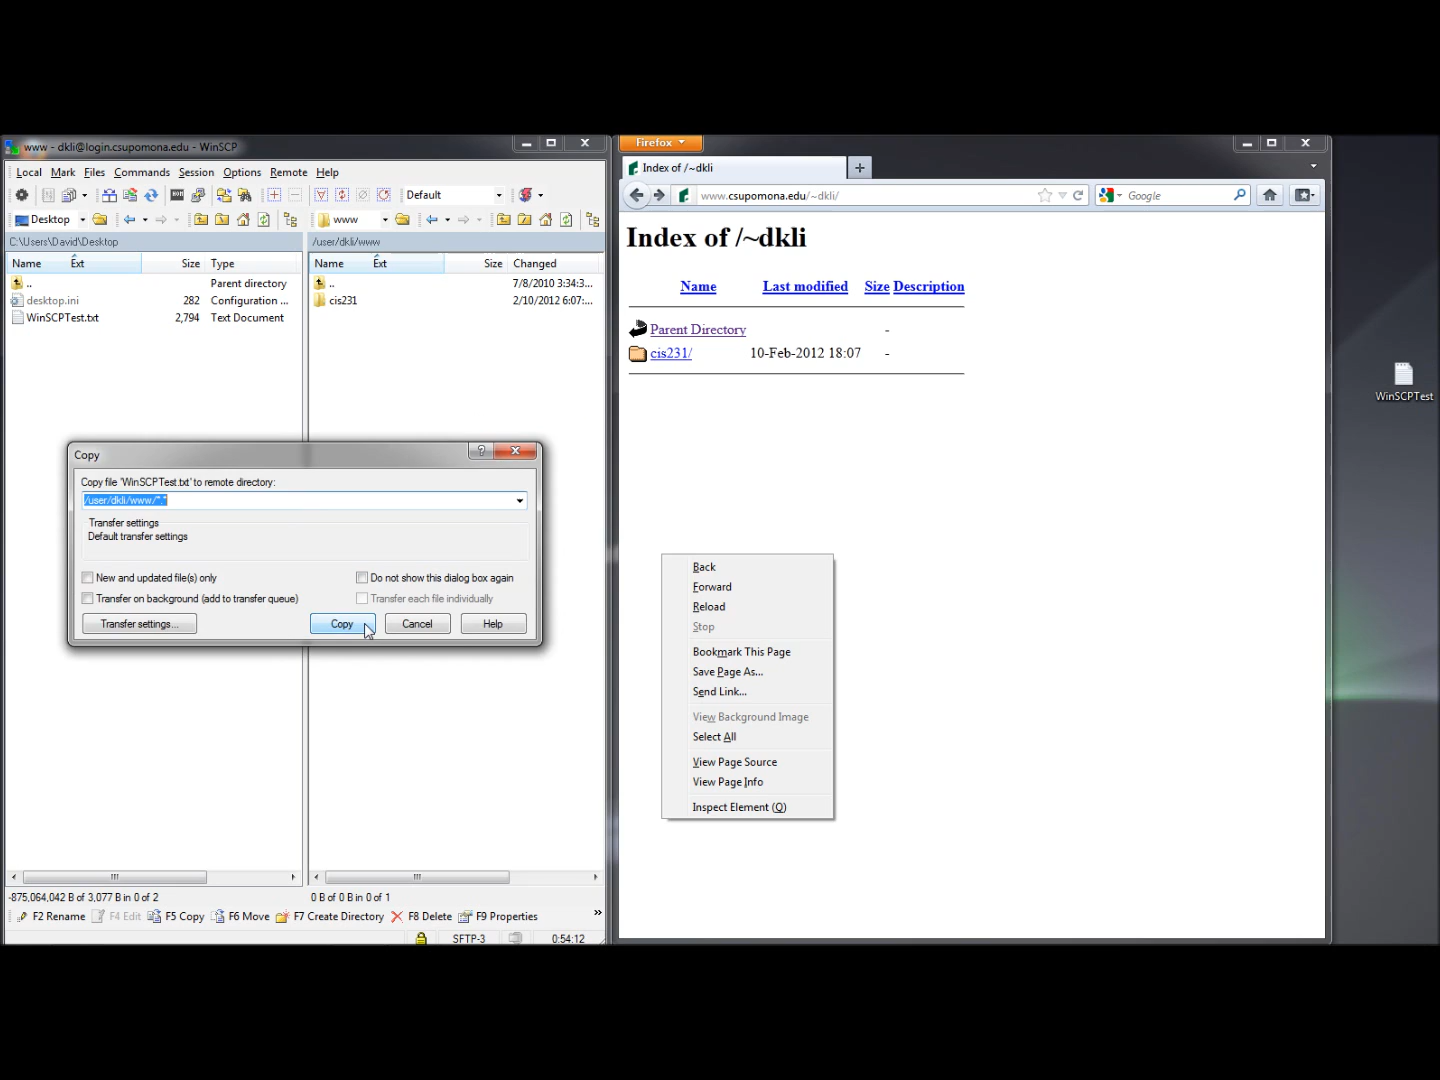 www - dkli@login.csupomona.edu - WinSCP
Local Mark Files Commands Session Options Remote Help
Default
Desktop
www
C:\Users\David\Desktop
/user/dkli/www
Name Ext Size Type
Name Ext Size Changed
.. Parent directory
.. 7/8/2010 3:34:3...
desktop.ini 282 Configuration ...
cis231 2/10/2012 6:07:...
WinSCPTest.txt 2,794 Text Document
Copy
Copy file 'WinSCPTest.txt' to remote directory:
/user/dkli/www/*.*
Transfer settings
Default transfer settings
New and updated file(s) only
Do not show this dialog box again
Transfer on background (add to transfer queue)
Transfer each file individually
Transfer settings...
Copy
Cancel
Help
-875,064,042 B of 3,077 B in 0 of 2
0 B of 0 B in 0 of 1
F2 Rename F4 Edit F5 Copy F6 Move F7 Create Directory F8 Delete F9 Properties »
SFTP-3 0:54:12
Firefox
Index of /~dkli
www.csupomona.edu/~dkli/
Google
Index of /~dkli
Name Last modified Size Description
Parent Directory -
cis231/ 10-Feb-2012 18:07 -
Back
Forward
Reload
Stop
Bookmark This Page
Save Page As...
Send Link...
View Background Image
Select All
View Page Source
View Page Info
Inspect Element (Q)
WinSCPTest